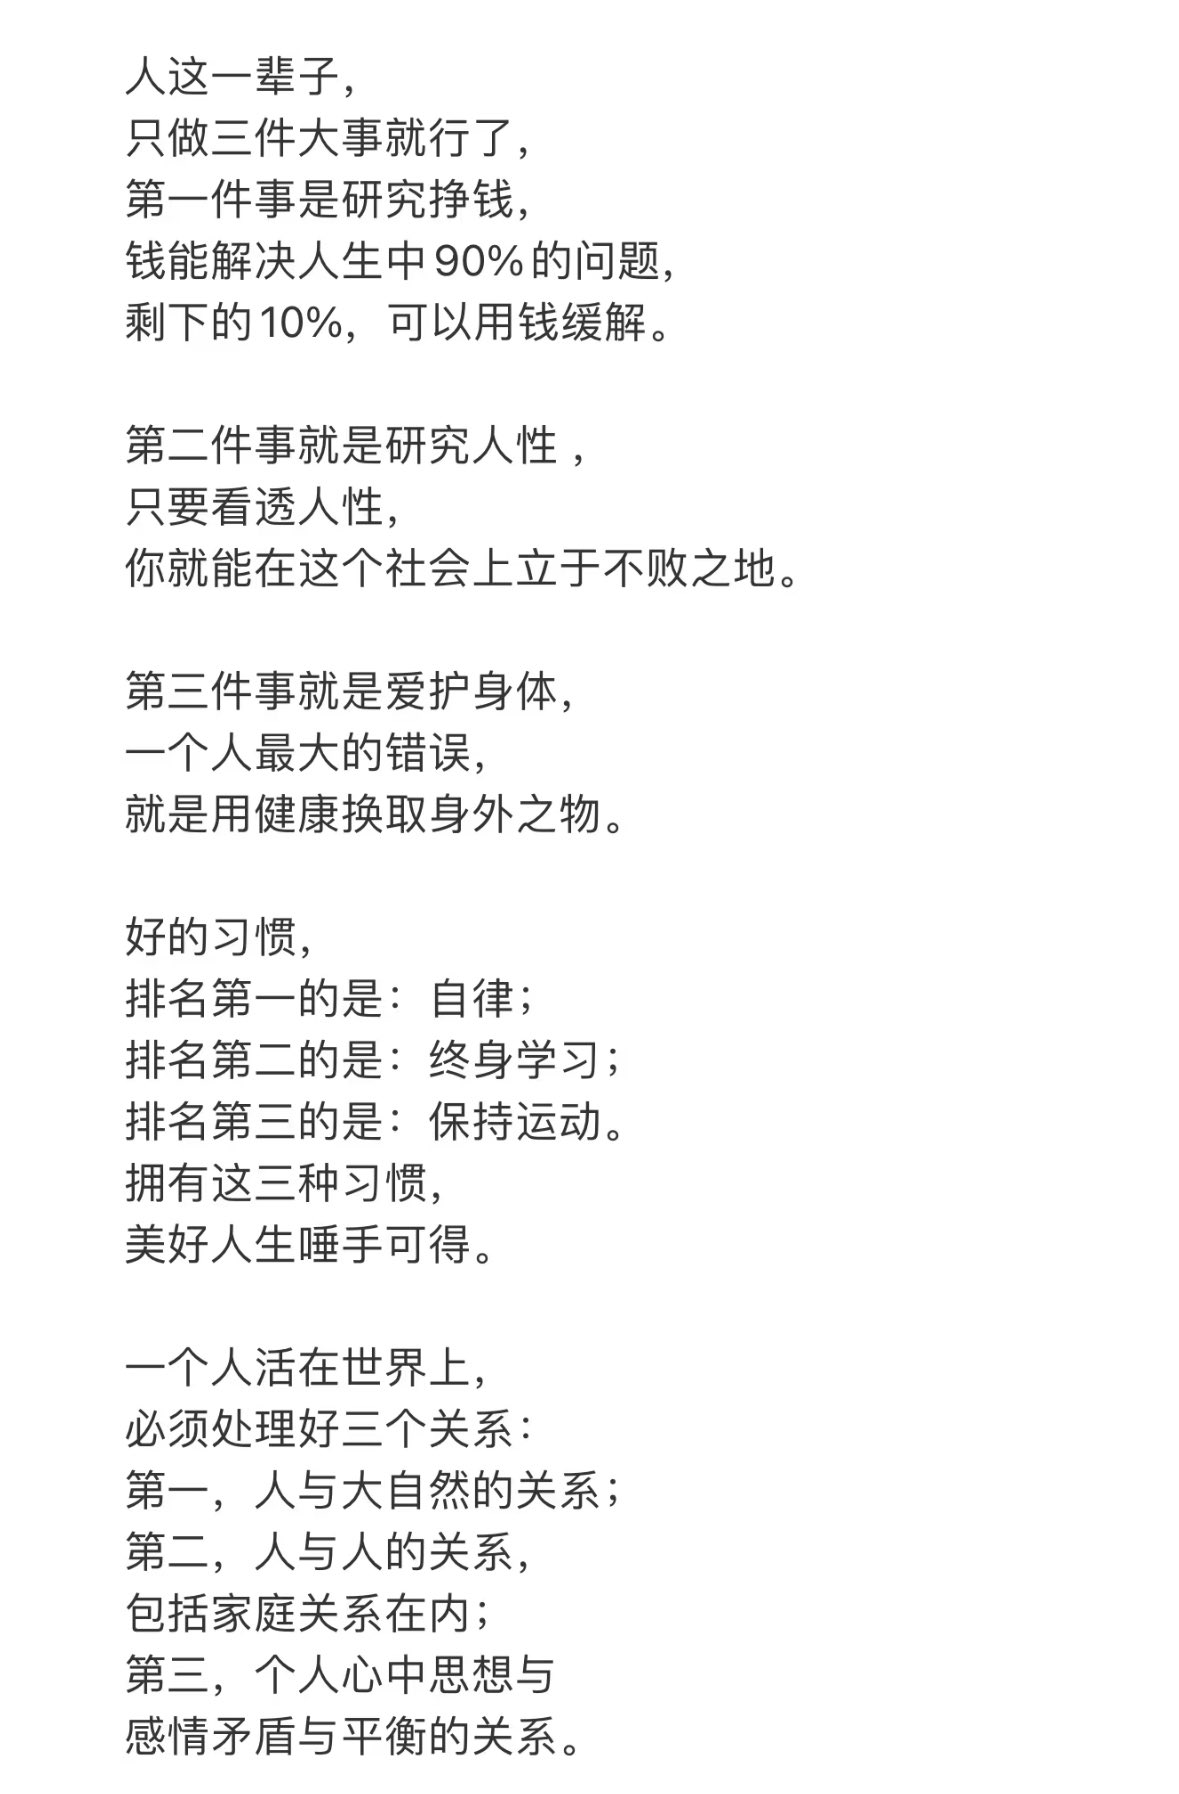 人这一辈子，
只做三件大事就行了，
第一件事是研究挣钱，
钱能解决人生中90%的问题，
剩下的10%，可以用钱缓解。
第二件事就是研究人性，
只要看透人性，
你就能在这个社会上立于不败之地。
第三件事就是爱护身体，
一个人最大的错误，
就是用健康换取身外之物。
好的习惯，
排名第一的是：自律；
排名第二的是：终身学习；
排名第三的是：保持运动。
拥有这三种习惯，
美好人生唾手可得。
一个人活在世界上，
必须处理好三个关系：
第一，人与大自然的关系；
第二，人与人的关系，
包括家庭关系在内；
第三，个人心中思想与
感情矛盾与平衡的关系。